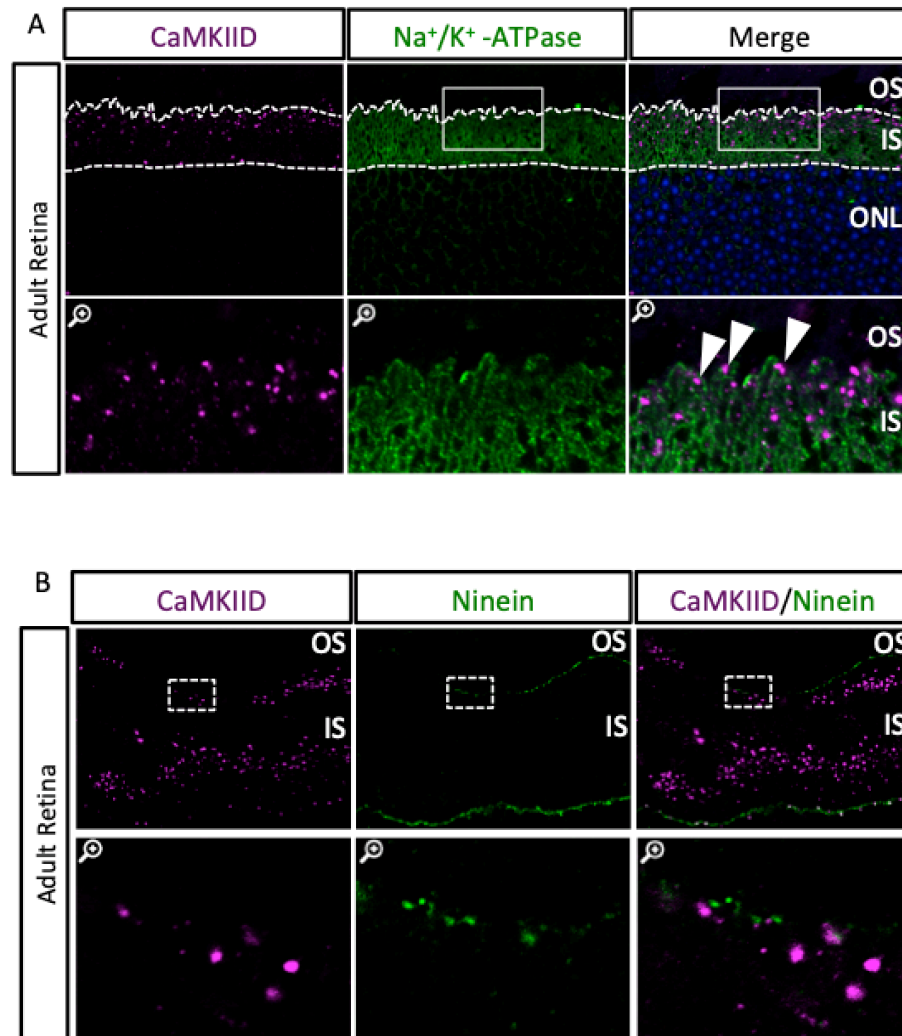 A
CaMKIID
Na⁺/K⁺ -ATPase
Merge
Adult Retina
OS
IS
ONL
OS
IS
B
CaMKIID
Ninein
CaMKIID/Ninein
Adult Retina
OS
OS
OS
IS
IS
IS